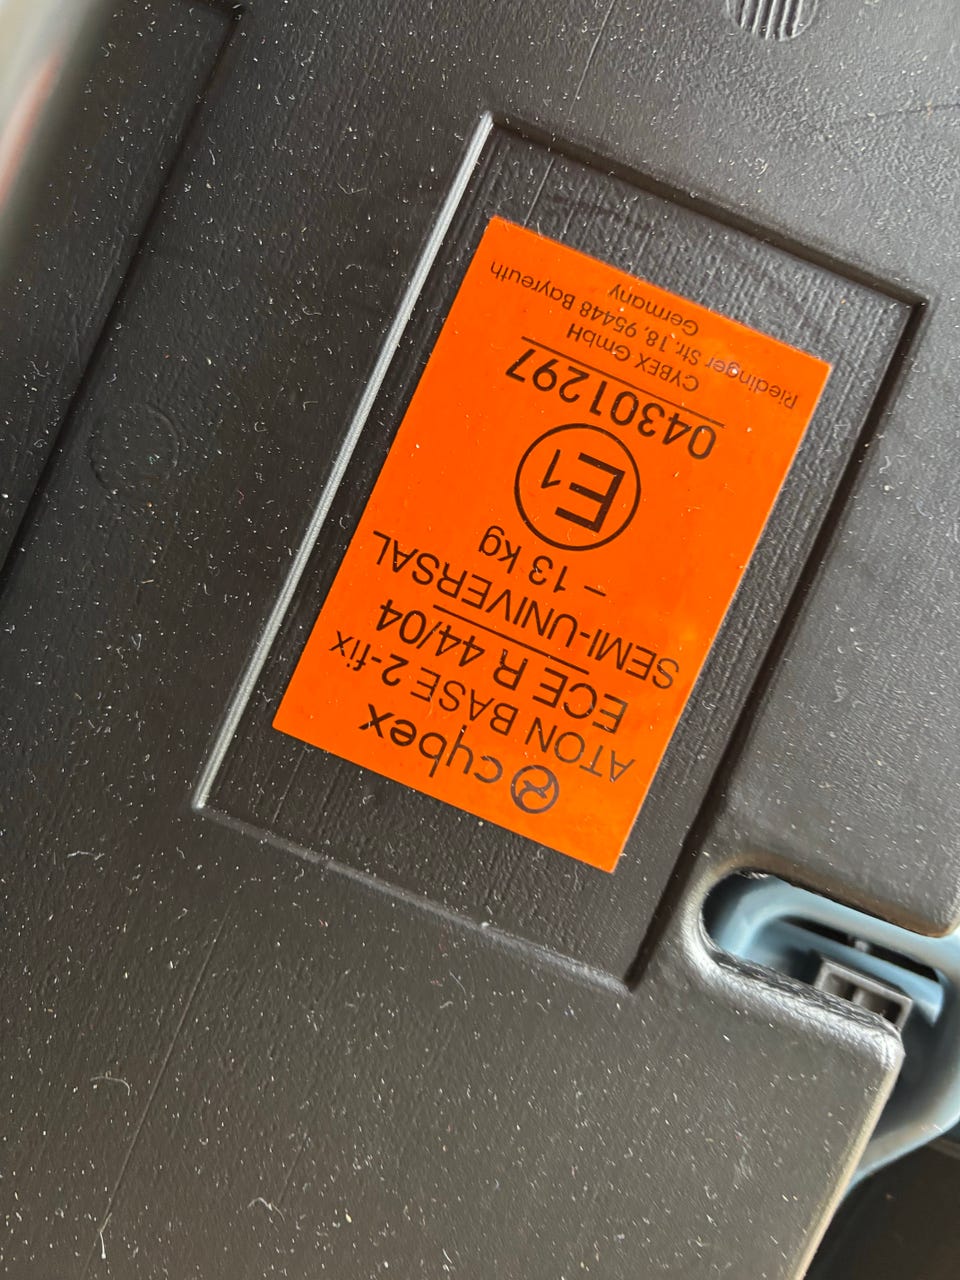 cybex
ATON BASE 2-fix
ECE R 44/04
SEMI-UNIVERSAL
– 13 kg
E1
04301297
CYBEX GmbH
Riedinger Str. 18, 95448 Bayreuth
Germany